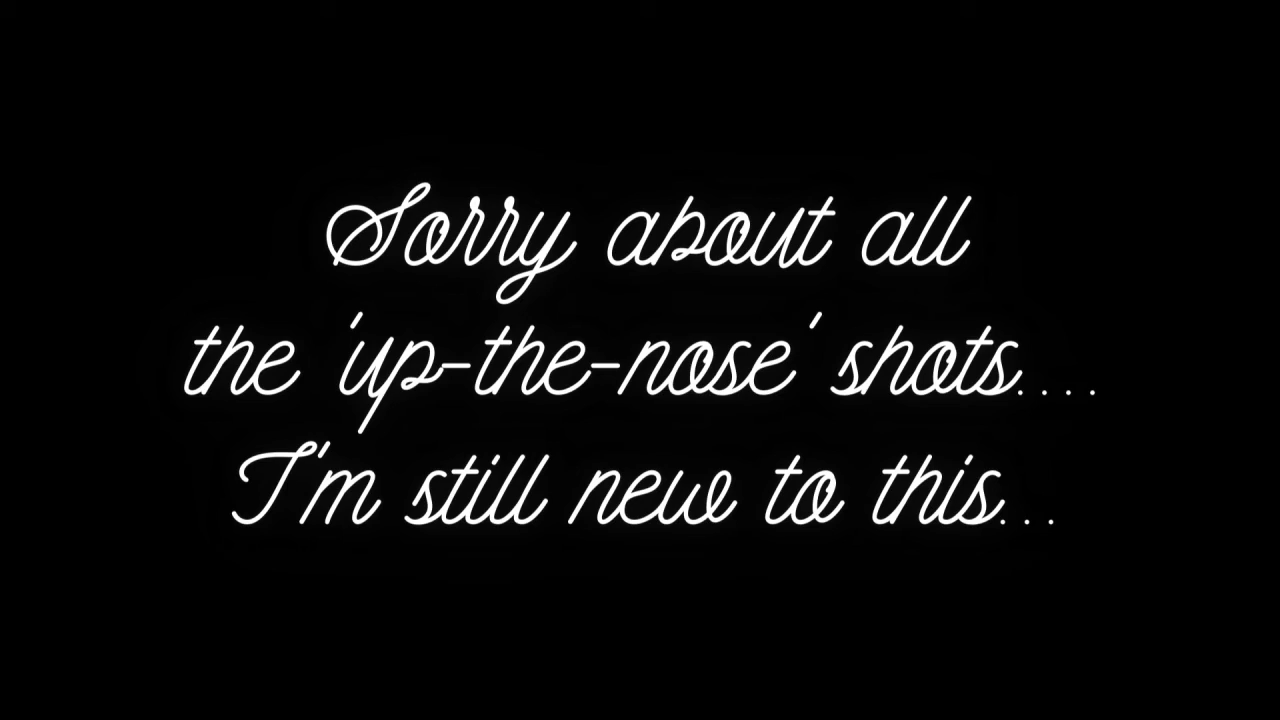 Sorry about all
the 'up-the-nose' shots....
I'm still new to this...